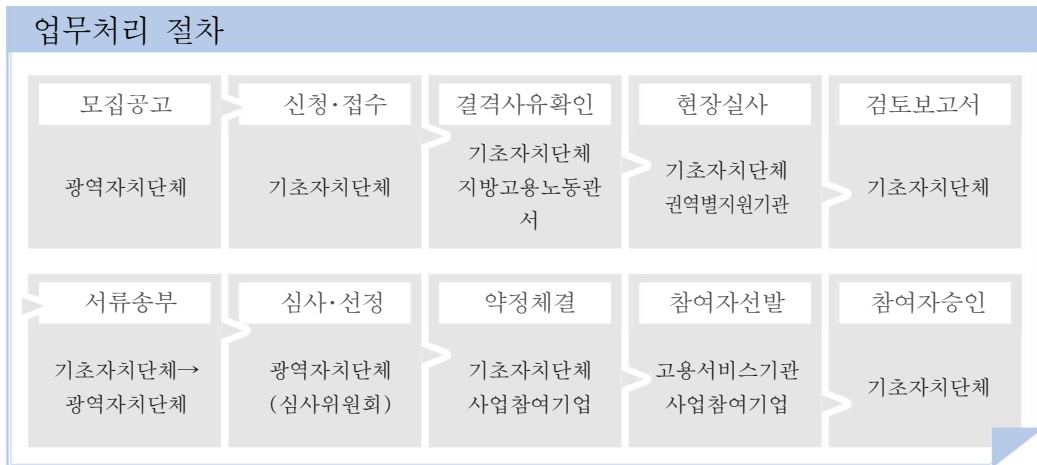 업무처리 절차
모집공고
광역자치단체
신청·접수
기초자치단체
결격사유확인
기초자치단체
지방고용노동관
서
현장실사
기초자치단체
권역별지원기관
검토보고서
기초자치단체
서류송부
기초자치단체→
광역자치단체
심사·선정
광역자치단체
(심사위원회)
약정체결
기초자치단체
사업참여기업
참여자선발
고용서비스기관
사업참여기업
참여자승인
기초자치단체